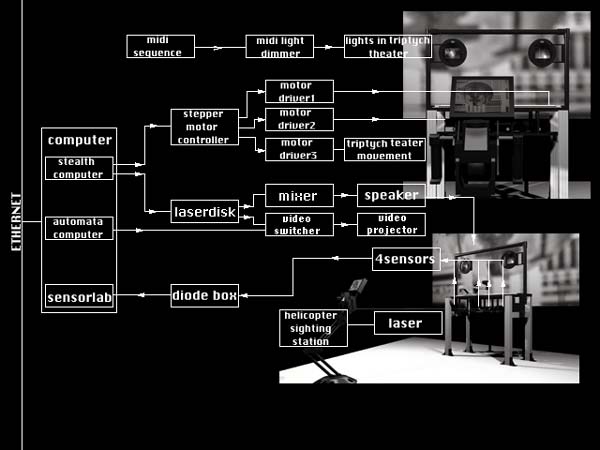 midi
sequence
midi light
dimmer
lights in triptych
theater
motor
driver1
stepper
motor
controller
motor
driver2
motor
driver3
triptych teater
movement
computer
stealth
computer
mixer
speaker
laserdisk
video
switcher
video
projector
automata
computer
ETHERNET
4sensors
sensorlab
diode box
helicopter
sighting
station
laser